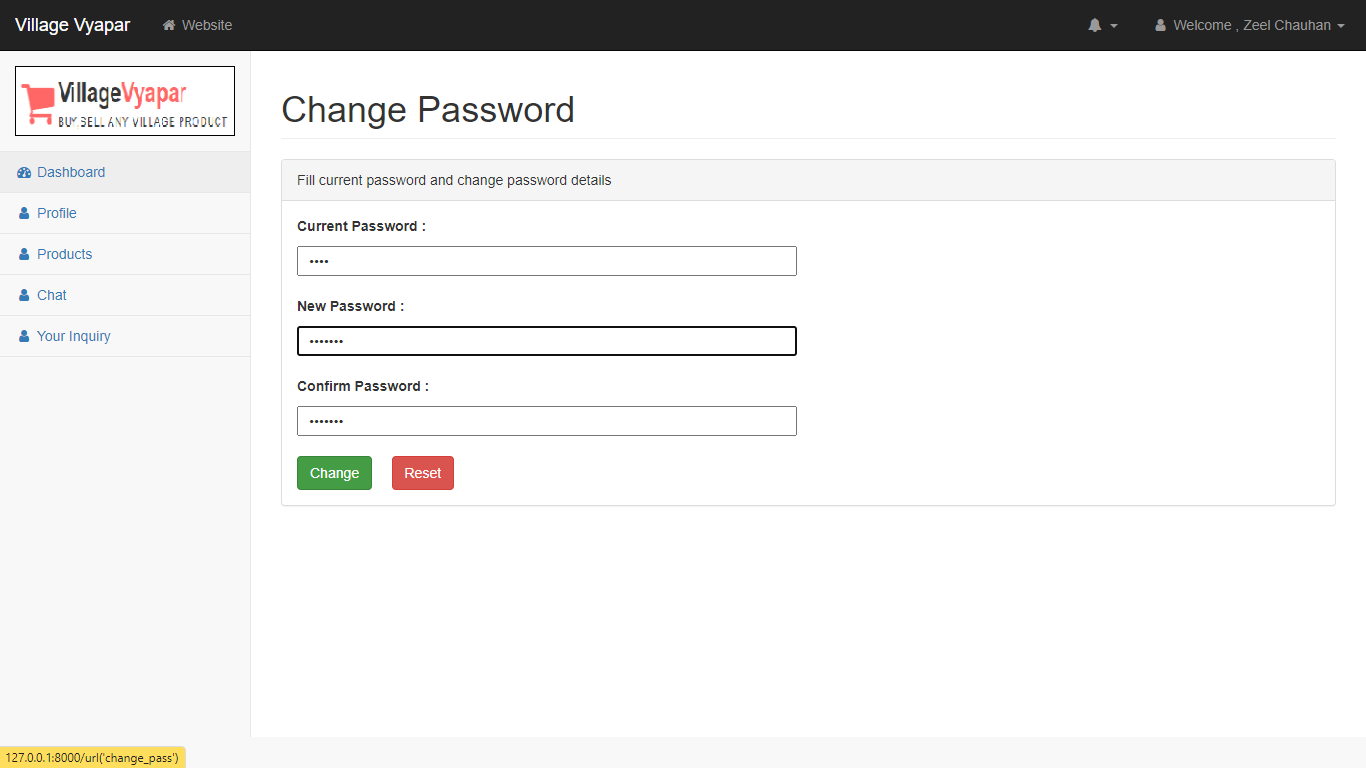 Village Vyapar Website Welcome , Zeel Chauhan
VillageVyapar
BUY SELL ANY VILLAGE PRODUCT
Dashboard
Profile
Products
Chat
Your Inquiry
Change Password
Fill current password and change password details
Current Password :
••••
New Password :
•••••••
Confirm Password :
•••••••
Change Reset
127.0.0.1:8000/url('change_pass')